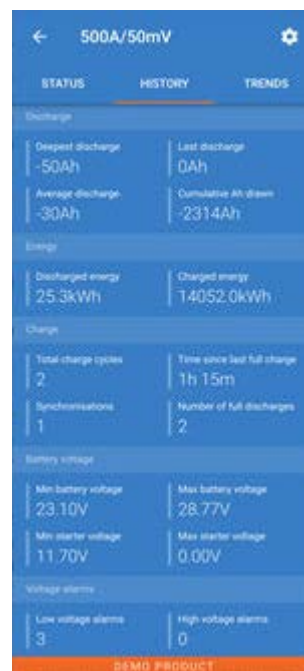 500A/50mV
STATUS HISTORY TRENDS
Discharge
Deepest discharge Last discharge
-50Ah 0Ah
Average discharge Cumulative Ah drawn
-30Ah -2314Ah
Energy
Discharged energy Charged energy
25.3kWh 14052.0kWh
Charge
Total charge cycles Time since last full charge
2 1h 15m
Synchronisations Number of full discharges
1 2
Battery voltage
Min battery voltage Max battery voltage
23.10V 28.77V
Min starter voltage Max starter voltage
11.70V 0.00V
Voltage alarms
Low voltage alarms High voltage alarms
3 0
DEMO PRODUCT